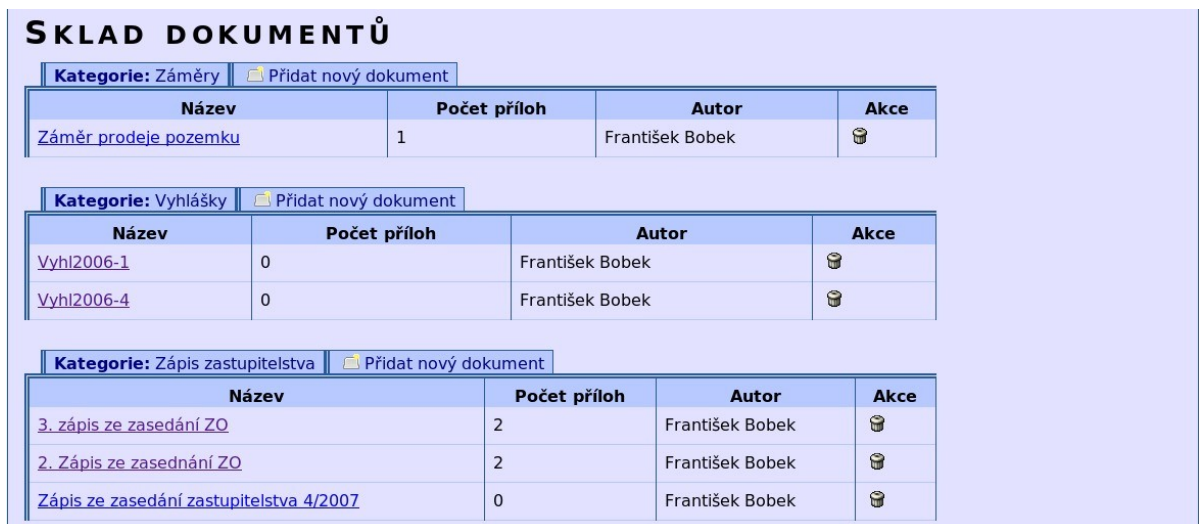 SKLAD DOKUMENTŮ
Kategorie: Záměry Přidat nový dokument
Název Počet příloh Autor Akce
Záměr prodeje pozemku 1 František Bobek
Kategorie: Vyhlášky Přidat nový dokument
Název Počet příloh Autor Akce
Vyhl2006-1 0 František Bobek
Vyhl2006-4 0 František Bobek
Kategorie: Zápis zastupitelstva Přidat nový dokument
Název Počet příloh Autor Akce
3. zápis ze zasedání ZO 2 František Bobek
2. Zápis ze zasednání ZO 2 František Bobek
Zápis ze zasedání zastupitelstva 4/2007 0 František Bobek